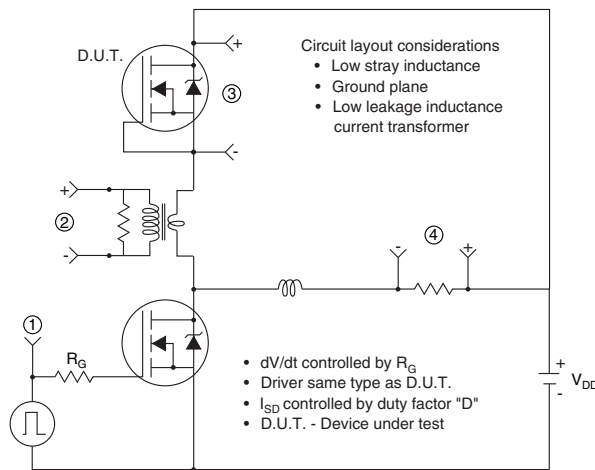 D.U.T.
+
Circuit layout considerations
• Low stray inductance
• Ground plane
• Low leakage inductance
current transformer
③
-
+
②
-
④
-
+
①
R_G
• dV/dt controlled by R_G
• Driver same type as D.U.T.
• I_SD controlled by duty factor "D"
• D.U.T. - Device under test
+
-
V_DD